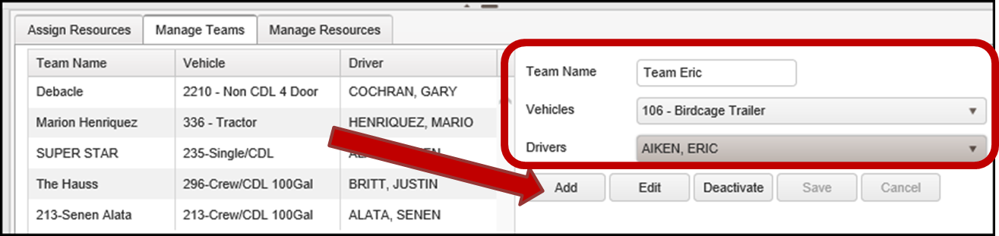 Assign Resources Manage Teams Manage Resources
Team Name Vehicle Driver
Debacle 2210 - Non CDL 4 Door COCHRAN, GARY
Marion Henriquez 336 - Tractor HENRIQUEZ, MARIO
SUPER STAR 235-Single/CDL
The Hauss 296-Crew/CDL 100Gal BRITT, JUSTIN
213-Senen Alata 213-Crew/CDL 100Gal ALATA, SENEN
Team Name Team Eric
Vehicles 106 - Birdcage Trailer
Drivers AIKEN, ERIC
Add Edit Deactivate Save Cancel